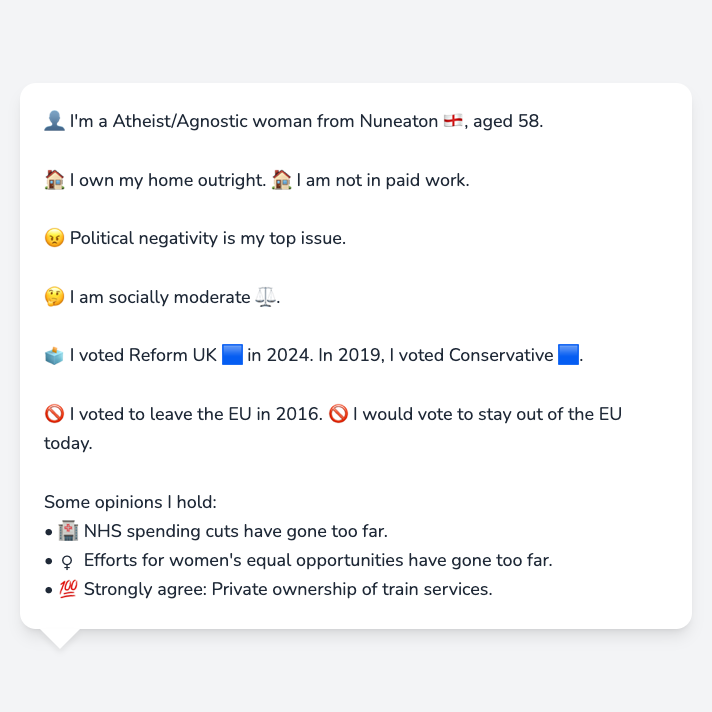 👤 I'm a Atheist/Agnostic woman from Nuneaton 🏴󠁧󠁢󠁥󠁮󠁧󠁿, aged 58.
🏠 I own my home outright. 🏠 I am not in paid work.
😠 Political negativity is my top issue.
🤔 I am socially moderate ⚖️.
🗳️ I voted Reform UK 🟦 in 2024. In 2019, I voted Conservative 🟦.
🚫 I voted to leave the EU in 2016. 🚫 I would vote to stay out of the EU
today.
Some opinions I hold:
• 🏥 NHS spending cuts have gone too far.
• ♀ Efforts for women's equal opportunities have gone too far.
• 💯 Strongly agree: Private ownership of train services.